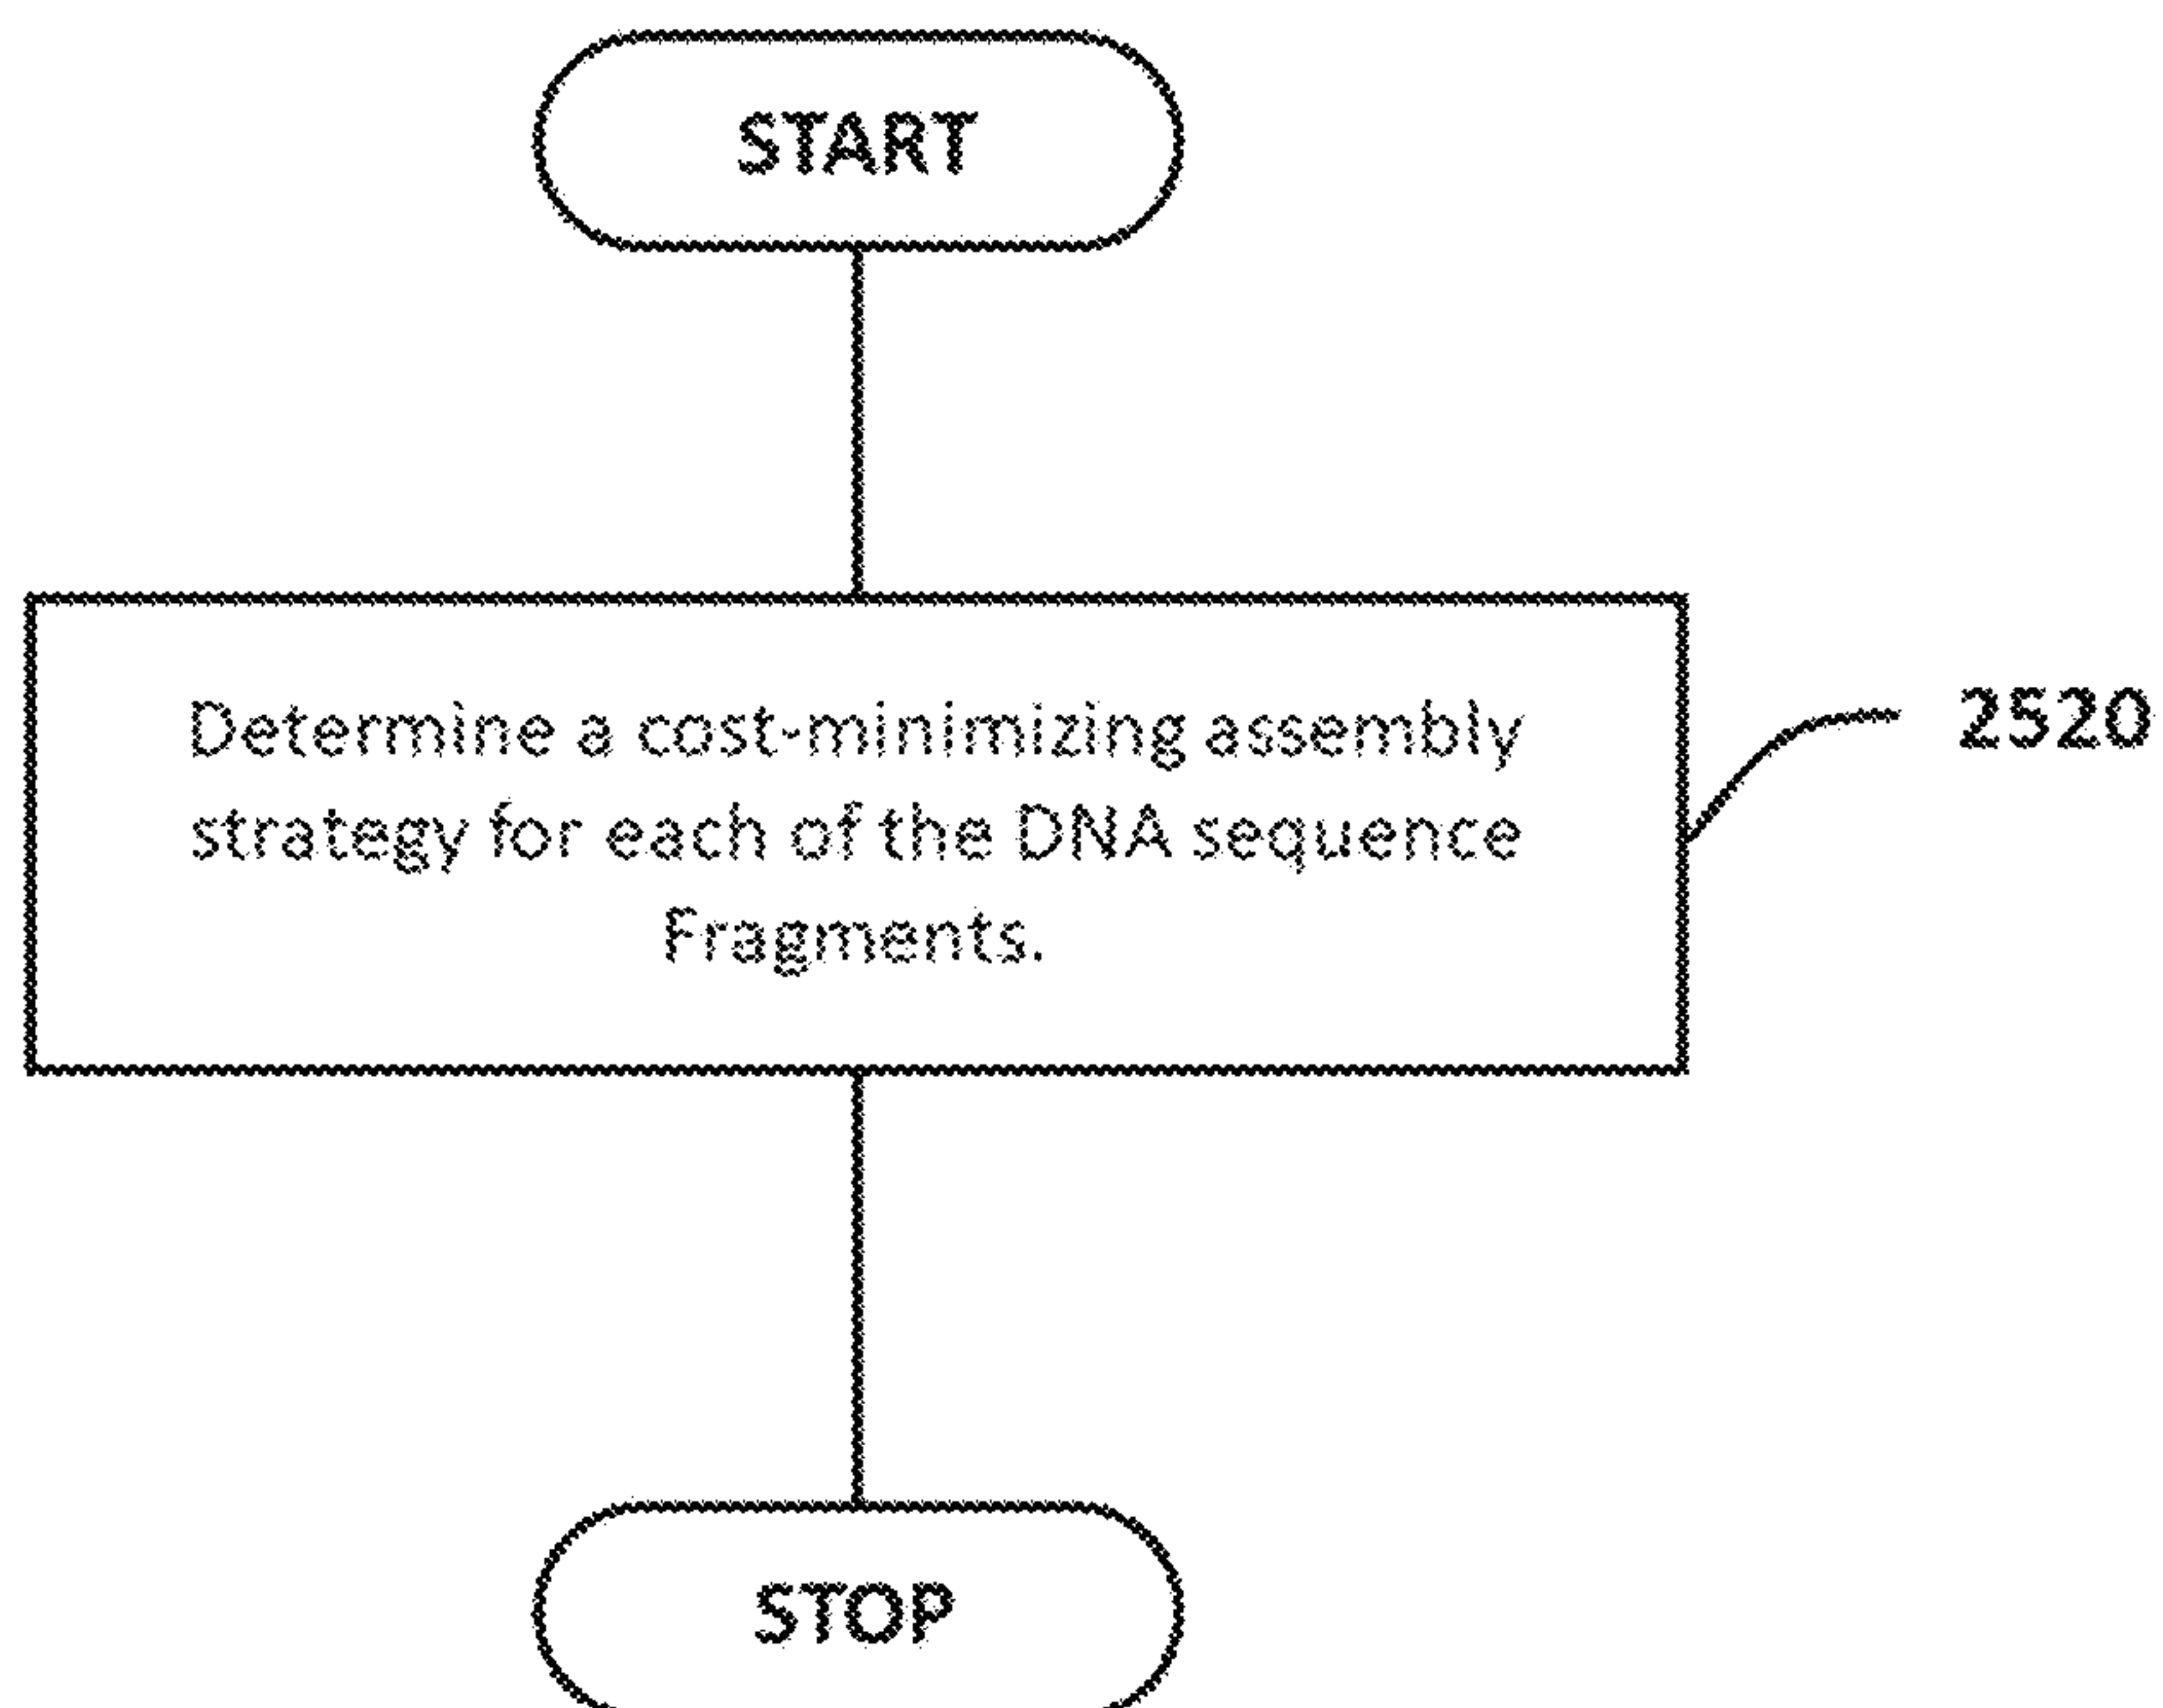 START
Determine a cost-minimizing assembly
strategy for each of the DNA sequence
Fragments.
2520
STOP